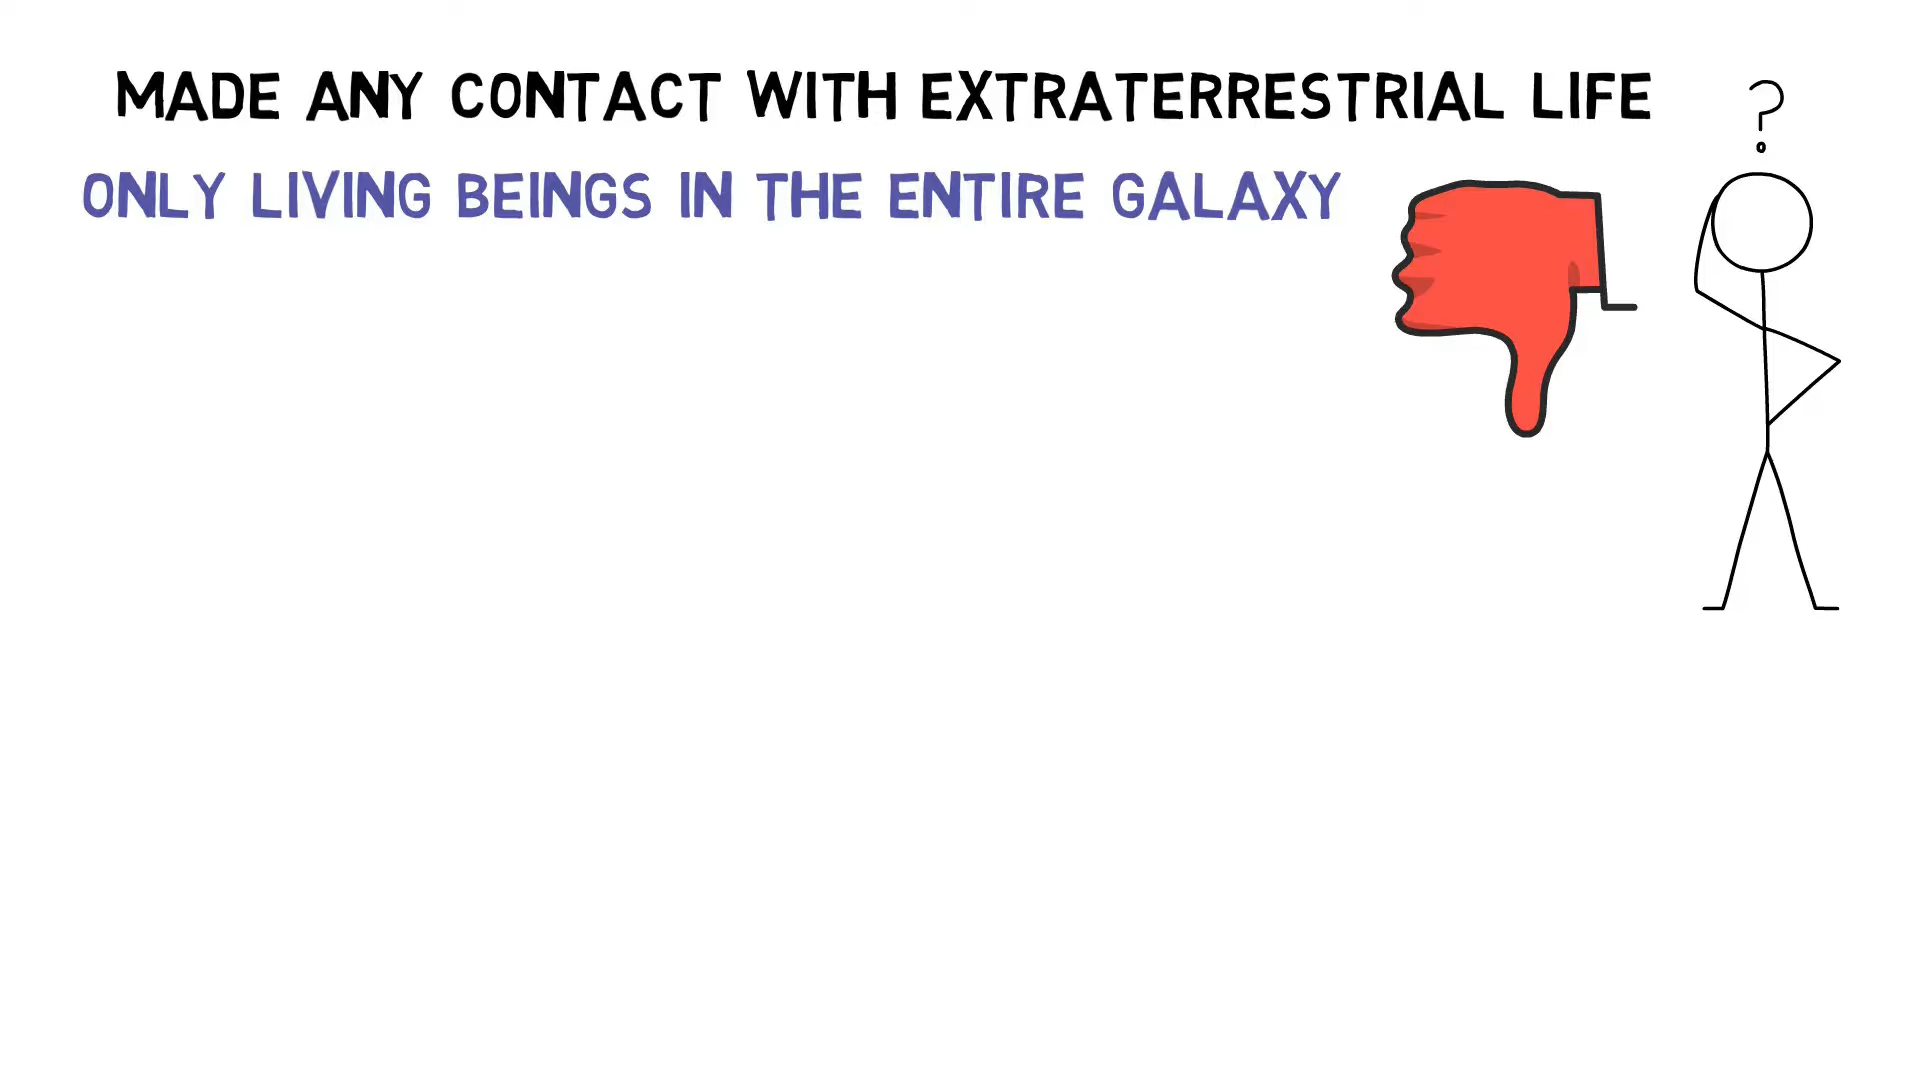 MADE ANY CONTACT WITH EXTRATERRESTRIAL LIFE
?
ONLY LIVING BEINGS IN THE ENTIRE GALAXY